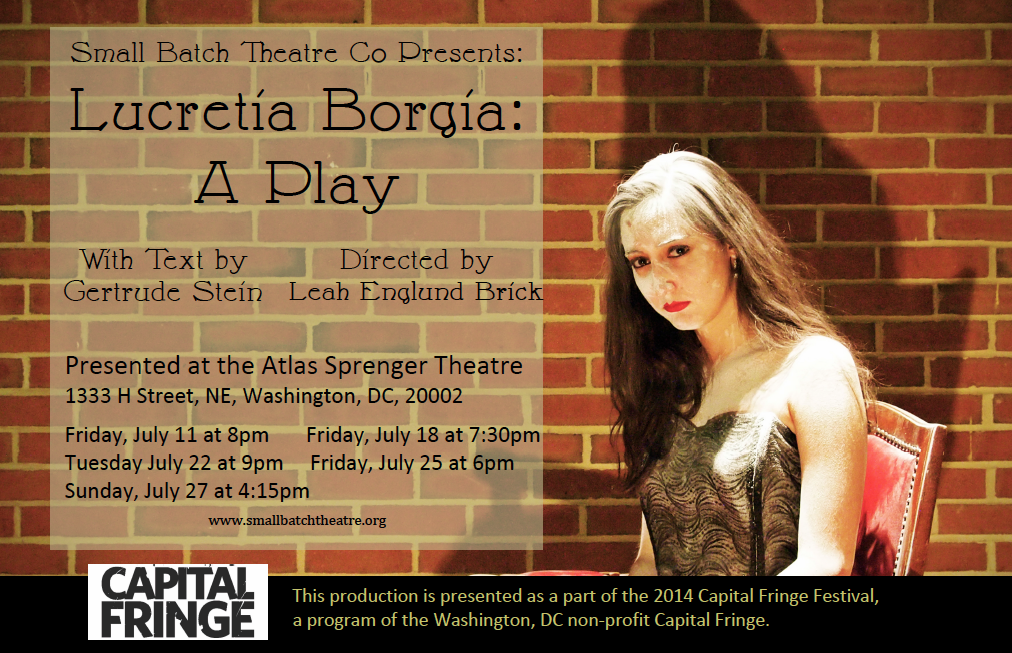 Small Batch Theatre Co Presents:
Lucretia Borgia:
A Play
With Text by
Gertrude Stein
Directed by
Leah Englund Brick
Presented at the Atlas Sprenger Theatre
1333 H Street, NE, Washington, DC, 20002
Friday, July 11 at 8pm Friday, July 18 at 7:30pm
Tuesday July 22 at 9pm Friday, July 25 at 6pm
Sunday, July 27 at 4:15pm
www.smallbatchtheatre.org
CAPITAL
FRINGE
This production is presented as a part of the 2014 Capital Fringe Festival,
a program of the Washington, DC non-profit Capital Fringe.